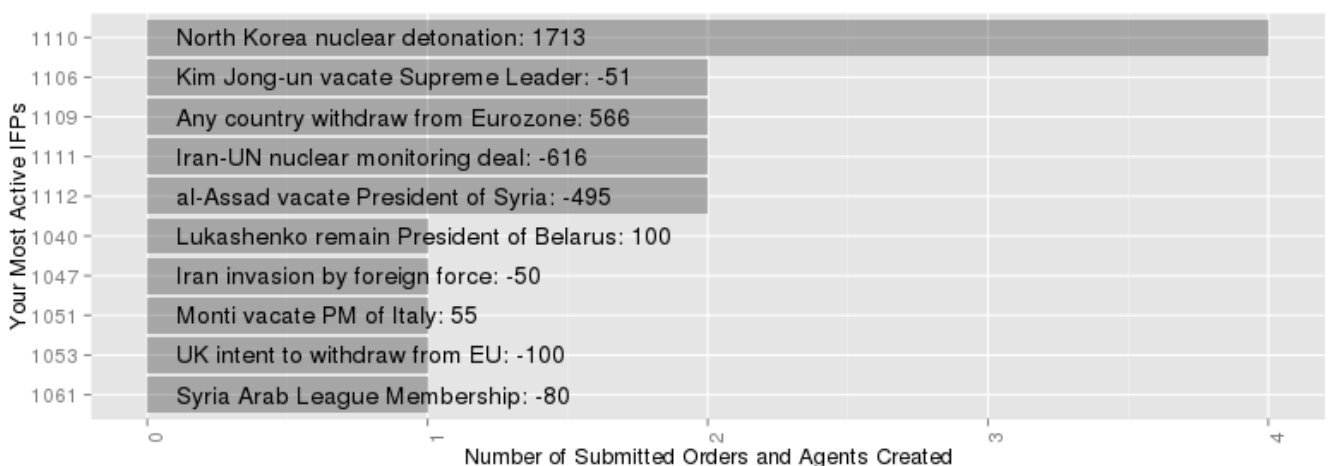 1110 North Korea nuclear detonation: 1713
1106 Kim Jong-un vacate Supreme Leader: -51
1109 Any country withdraw from Eurozone: 566
1111 Iran-UN nuclear monitoring deal: -616
1112 al-Assad vacate President of Syria: -495
1040 Lukashenko remain President of Belarus: 100
1047 Iran invasion by foreign force: -50
1051 Monti vacate PM of Italy: 55
1053 UK intent to withdraw from EU: -100
1061 Syria Arab League Membership: -80
Your Most Active IFPs
0 1 2 3 4
Number of Submitted Orders and Agents Created